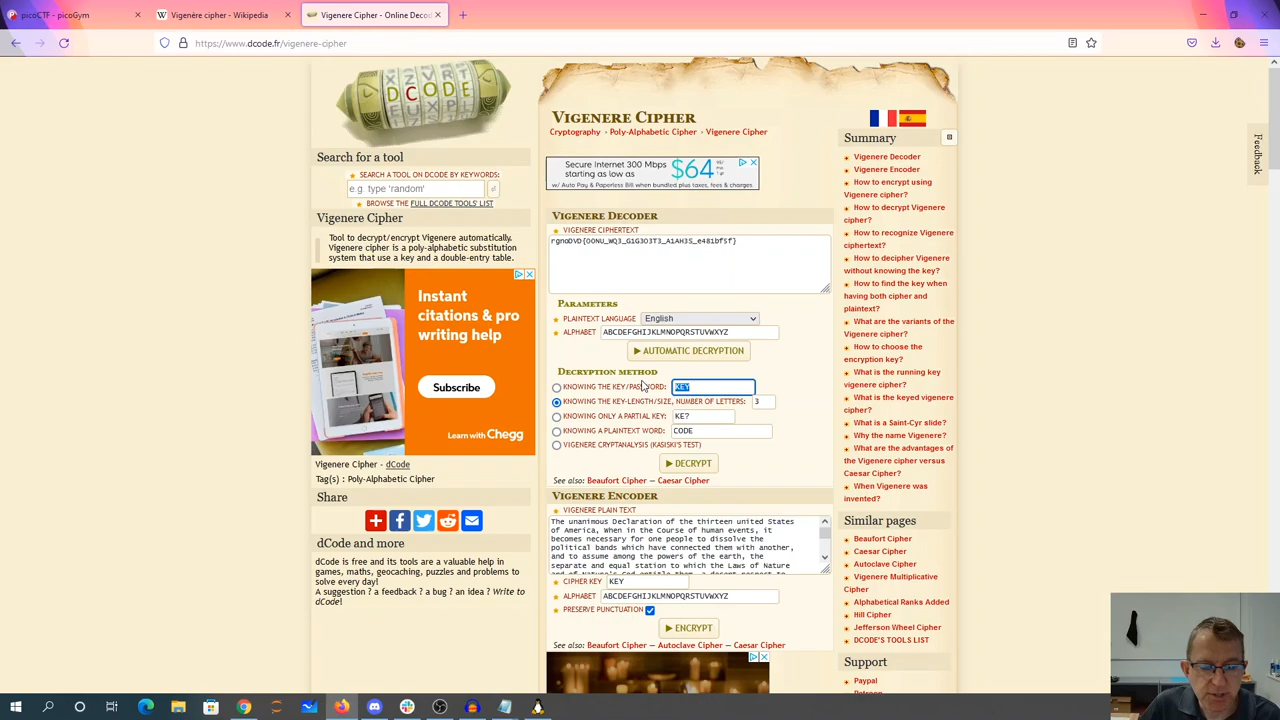 picoCTF - picoGym
Vigenère cipher - Wikipedia
Vigenere Cipher - Online Decod
https://www.dcode.fr/vigenere-cipher
DCODE
Search for a tool
SEARCH A TOOL ON DCODE BY KEYWORDS:
e.g. type 'random'
BROWSE THE FULL DCODE TOOLS' LIST
Vigenere Cipher
Tool to decrypt/encrypt Vigenere automatically.
Vigenere cipher is a poly-alphabetic substitution
system that use a key and a double-entry table.
Instant
citations & pro
writing help
Subscribe
Learn with Chegg
Vigenere Cipher - dCode
Tag(s) : Poly-Alphabetic Cipher
Share
dCode and more
dCode is free and its tools are a valuable help in
games, maths, geocaching, puzzles and problems to
solve every day!
A suggestion ? a feedback ? a bug ? an idea ? Write to
dCode!
VIGENERE CIPHER
Cryptography - Poly-Alphabetic Cipher - Vigenere Cipher
Secure Internet 300 Mbps
starting as low as
$64
w/ Auto Pay & Paperless Bill when bundled plus taxes, fees & charges.
VIGENERE DECODER
VIGENERE CIPHERTEXT
PARAMETERS
PLAINTEXT LANGUAGE English
ALPHABET ABCDEFGHIJKLMNOPQRSTUVWXYZ
AUTOMATIC DECRYPTION
DECRYPTION METHOD
KNOWING THE KEY/PASSWORD: KEY
KNOWING THE KEY-LENGTH/SIZE, NUMBER OF LETTERS: 3
KNOWING ONLY A PARTIAL KEY: KE?
KNOWING A PLAINTEXT WORD: CODE
VIGENERE CRYPTANALYSIS (KASISKI'S TEST)
DECRYPT
See also: Beaufort Cipher — Caesar Cipher
VIGENERE ENCODER
VIGENERE PLAIN TEXT
The unanimous Declaration of the thirteen united States
of America, When in the Course of human events, it
becomes necessary for one people to dissolve the
political bands which have connected them with another,
and to assume among the powers of the earth, the
separate and equal station to which the Laws of Nature
CIPHER KEY KEY
ALPHABET ABCDEFGHIJKLMNOPQRSTUVWXYZ
PRESERVE PUNCTUATION
ENCRYPT
See also: Beaufort Cipher — Autoclave Cipher — Caesar Cipher
Summary
Vigenere Decoder
Vigenere Encoder
How to encrypt using
Vigenere cipher?
How to decrypt Vigenere
cipher?
How to recognize Vigenere
ciphertext?
How to decipher Vigenere
without knowing the key?
How to find the key when
having both cipher and
plaintext?
What are the variants of the
Vigenere cipher?
How to choose the
encryption key?
What is the running key
vigenere cipher?
What is the keyed vigenere
cipher?
What is a Saint-Cyr slide?
Why the name Vigenere?
What are the advantages of
the Vigenere cipher versus
Caesar Cipher?
When Vigenere was
invented?
Similar pages
Beaufort Cipher
Caesar Cipher
Autoclave Cipher
Vigenere Multiplicative
Cipher
Alphabetical Ranks Added
Hill Cipher
Jefferson Wheel Cipher
DCODE'S TOOLS LIST
Support
Paypal
Feedback